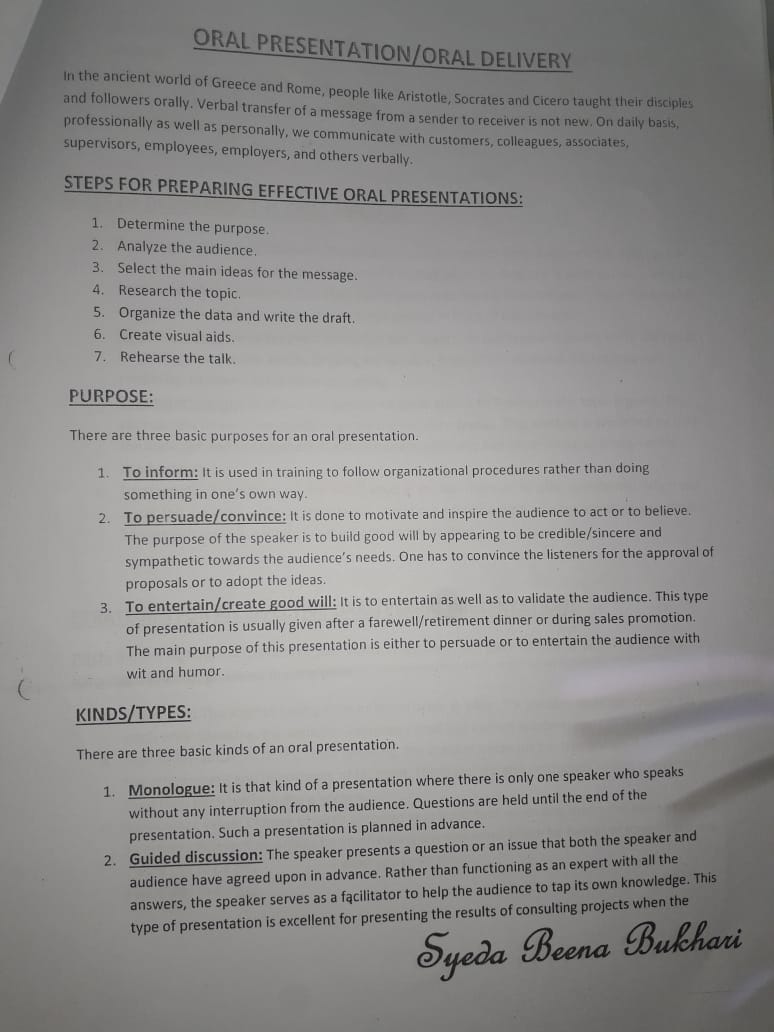 ORAL PRESENTATION/ORAL DELIVERY
In the ancient world of Greece and Rome, people like Aristotle, Socrates and Cicero taught their disciples
and followers orally. Verbal transfer of a message from a sender to receiver is not new. On daily basis,
professionally as well as personally, we communicate with customers, colleagues, associates,
supervisors, employees, employers, and others verbally.
STEPS FOR PREPARING EFFECTIVE ORAL PRESENTATIONS:
1. Determine the purpose.
2. Analyze the audience.
3. Select the main ideas for the message.
4. Research the topic.
5. Organize the data and write the draft.
6. Create visual aids.
7. Rehearse the talk.
PURPOSE:
There are three basic purposes for an oral presentation.
1. To inform: It is used in training to follow organizational procedures rather than doing
something in one's own way.
2. To persuade/convince: It is done to motivate and inspire the audience to act or to believe.
The purpose of the speaker is to build good will by appearing to be credible/sincere and
sympathetic towards the audience's needs. One has to convince the listeners for the approval of
proposals or to adopt the ideas.
3. To entertain/create good will: It is to entertain as well as to validate the audience. This type
of presentation is usually given after a farewell/retirement dinner or during sales promotion.
The main purpose of this presentation is either to persuade or to entertain the audience with
wit and humor.
KINDS/TYPES:
There are three basic kinds of an oral presentation.
1. Monologue: It is that kind of a presentation where there is only one speaker who speaks
without any interruption from the audience. Questions are held until the end of the
presentation. Such a presentation is planned in advance.
2. Guided discussion: The speaker presents a question or an issue that both the speaker and
audience have agreed upon in advance. Rather than functioning as an expert with all the
answers, the speaker serves as a facilitator to help the audience to tap its own knowledge. This
type of presentation is excellent for presenting the results of consulting projects when the
Syeda Beena Bukhari